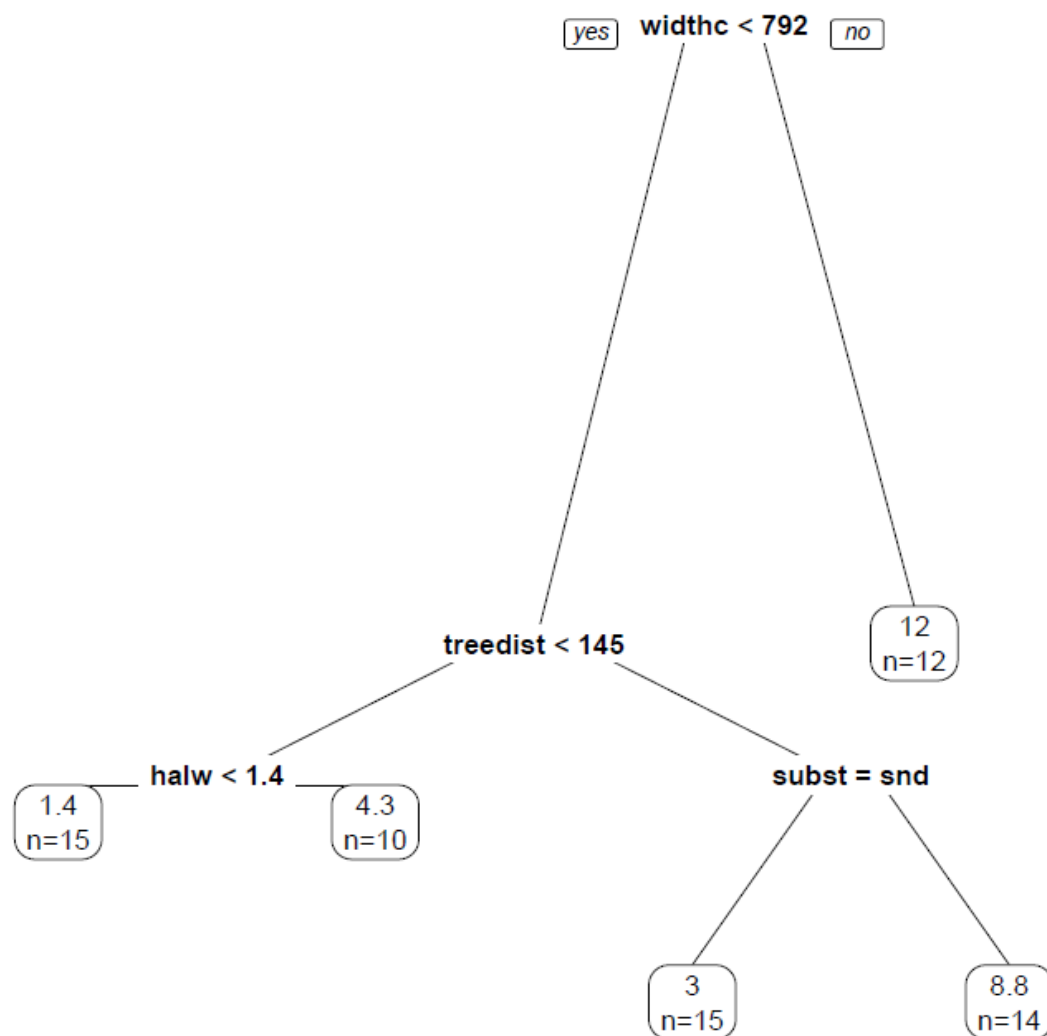 yes widthc < 792 no
12
n=12
treedist < 145
halw < 1.4
subst = snd
1.4
n=15
4.3
n=10
3
n=15
8.8
n=14